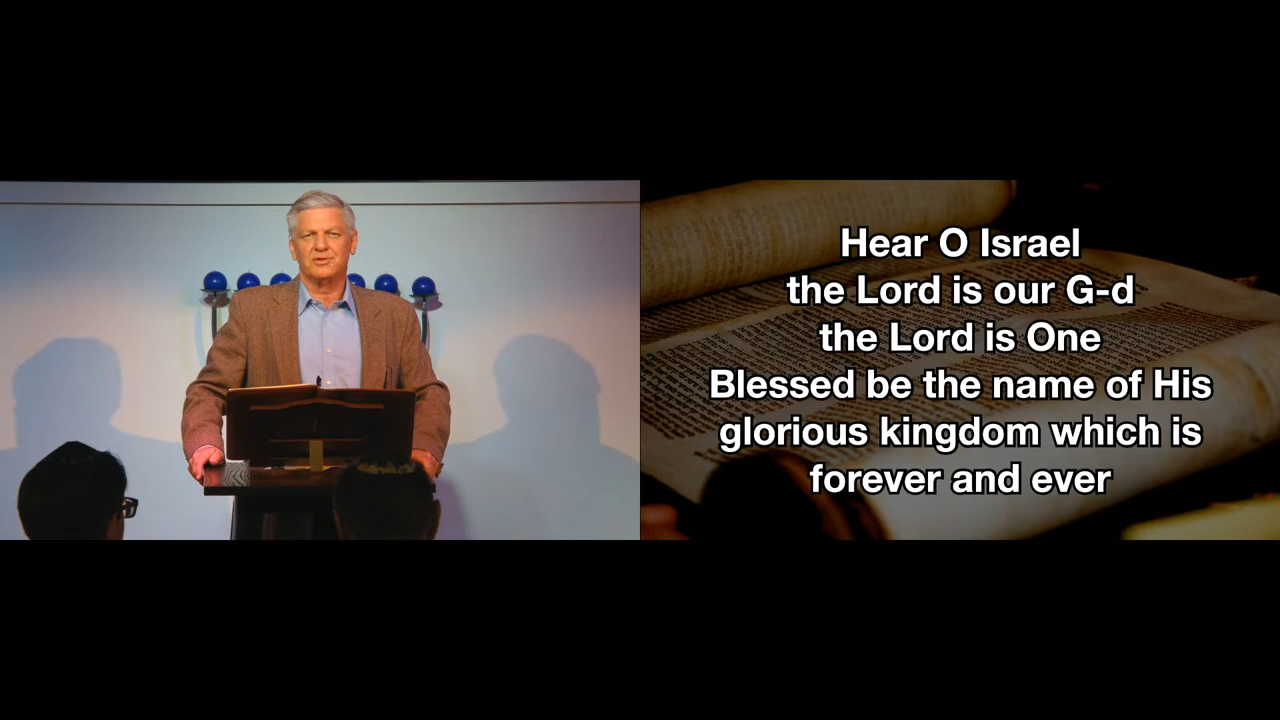 Hear O Israel
the Lord is our G-d
the Lord is One
Blessed be the name of His
glorious kingdom which is
forever and ever